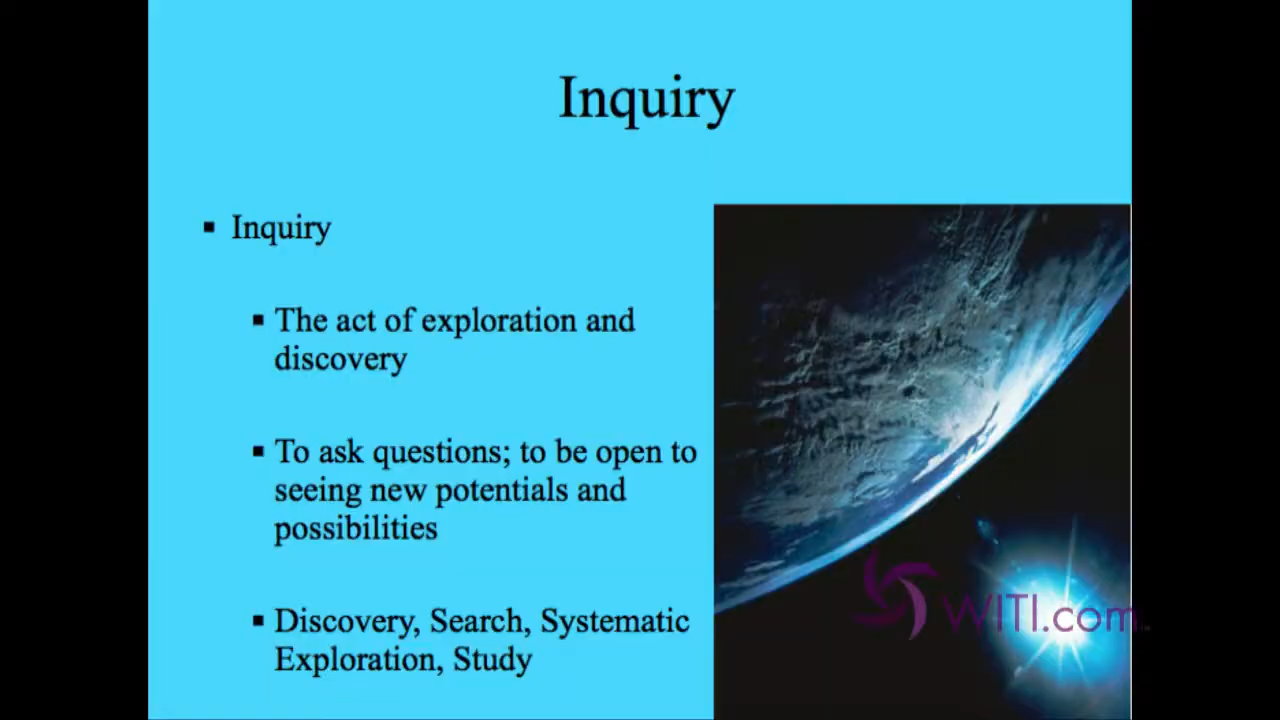 Inquiry
▪ Inquiry
▪ The act of exploration and
discovery
▪ To ask questions; to be open to
seeing new potentials and
possibilities
▪ Discovery, Search, Systematic
Exploration, Study
WITI.com